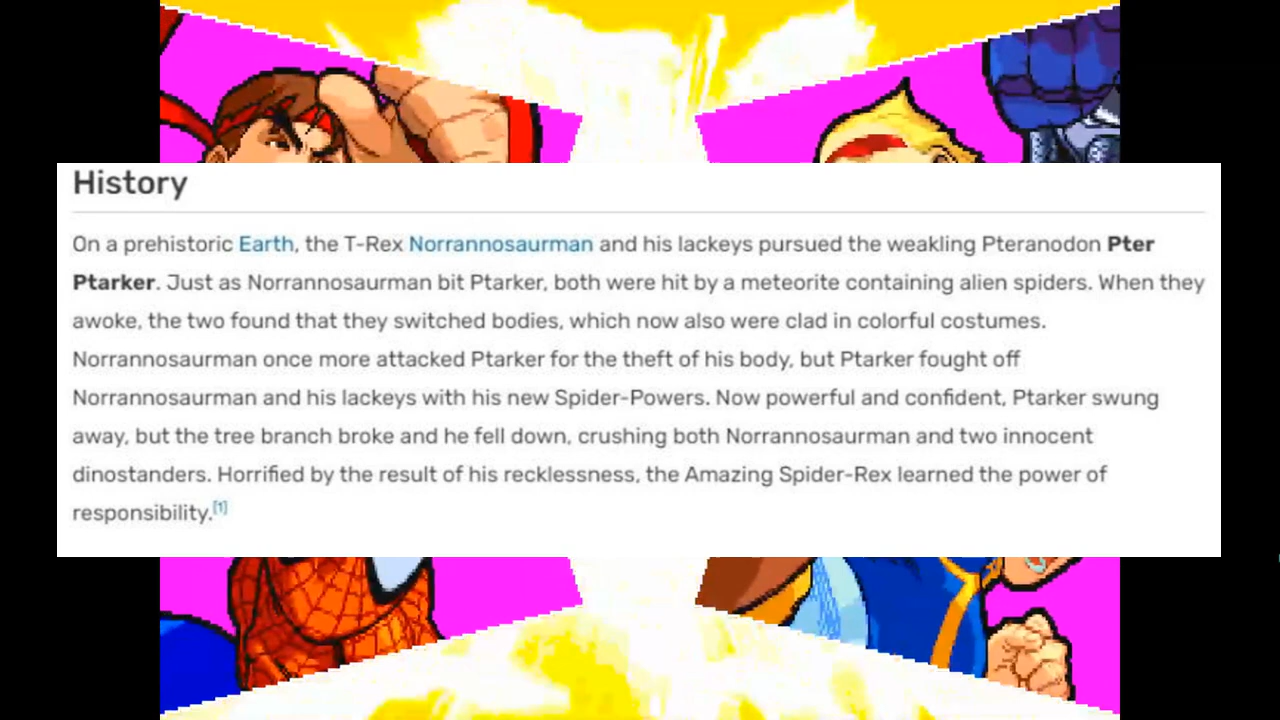 History
On a prehistoric Earth, the T-Rex Norrannosaurman and his lackeys pursued the weakling Pteranodon Pter
Ptarker. Just as Norrannosaurman bit Ptarker, both were hit by a meteorite containing alien spiders. When they
awoke, the two found that they switched bodies, which now also were clad in colorful costumes.
Norrannosaurman once more attacked Ptarker for the theft of his body, but Ptarker fought off
Norrannosaurman and his lackeys with his new Spider-Powers. Now powerful and confident, Ptarker swung
away, but the tree branch broke and he fell down, crushing both Norrannosaurman and two innocent
dinostanders. Horrified by the result of his recklessness, the Amazing Spider-Rex learned the power of
responsibility.[1]